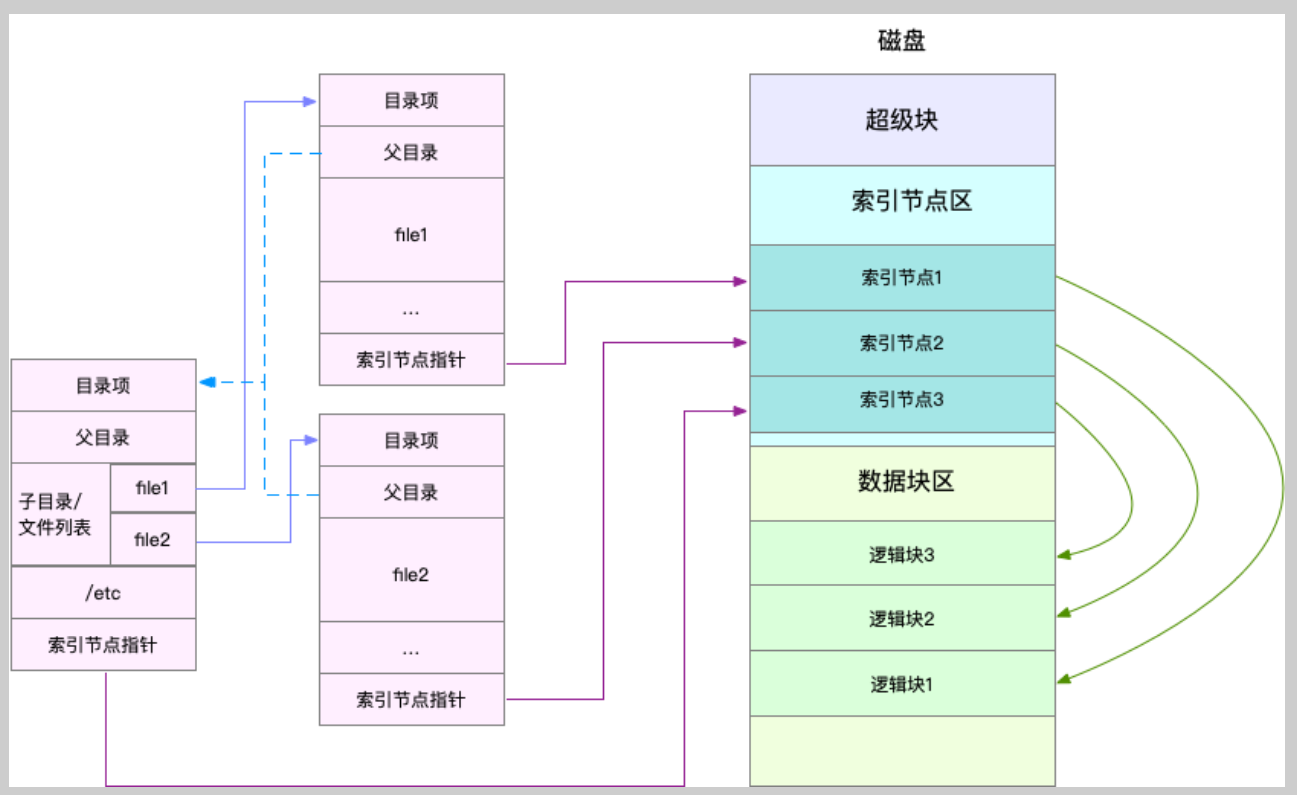 磁盘
目录项
父目录
file1
...
索引节点指针
目录项
父目录
子目录/
文件列表
file1
file2
/etc
索引节点指针
目录项
父目录
file2
...
索引节点指针
超级块
索引节点区
索引节点1
索引节点2
索引节点3
数据块区
逻辑块3
逻辑块2
逻辑块1